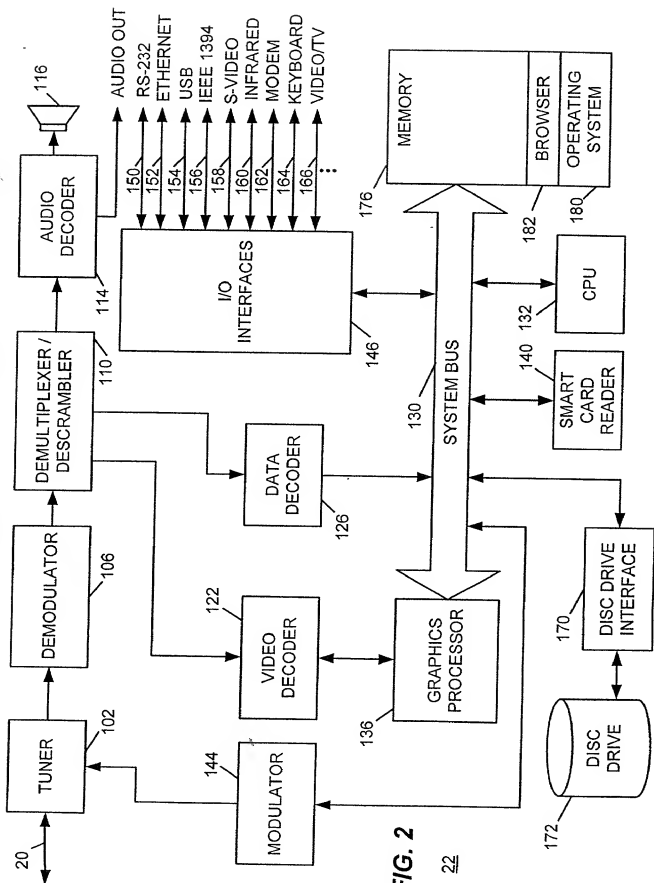 20
TUNER
102
DEMODULATOR
106
DEMULTIPLEXER /
DESCRAMBLER
110
AUDIO
DECODER
114
116
AUDIO OUT
RS-232
ETHERNET
USB
IEEE 1394
S-VIDEO
INFRARED
MODEM
KEYBOARD
VIDEO/TV
150
152
154
156
158
160
162
164
166
I/O
INTERFACES
146
144
MODULATOR
122
VIDEO
DECODER
DATA
DECODER
126
GRAPHICS
PROCESSOR
136
130
SYSTEM BUS
176
MEMORY
BROWSER
OPERATING
SYSTEM
182
180
CPU
132
140
SMART
CARD
READER
170
DISC DRIVE
INTERFACE
DISC
DRIVE
172
FIG. 2
22